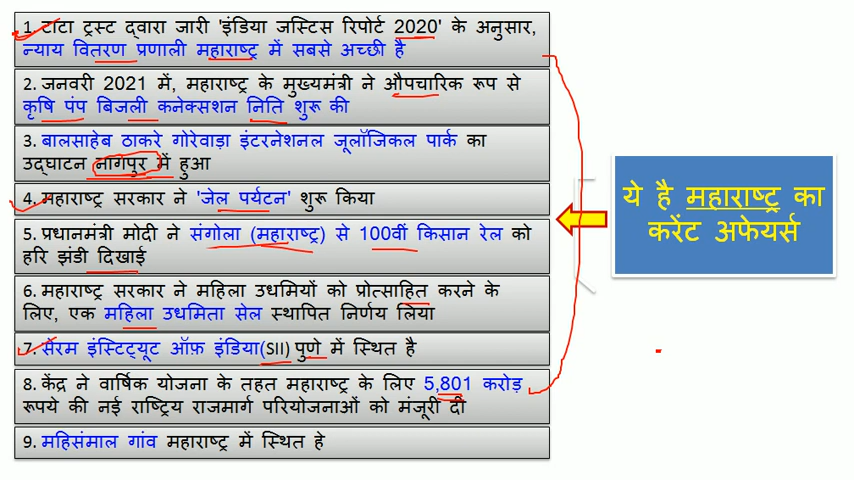 1. टाटा ट्रस्ट द्वारा जारी 'इंडिया जस्टिस रिपोर्ट 2020' के अनुसार,
न्याय वितरण प्रणाली महाराष्ट्र में सबसे अच्छी है
2. जनवरी 2021 में, महाराष्ट्र के मुख्यमंत्री ने औपचारिक रूप से
कृषि पंप बिजली कनेक्सशन निति शुरू की
3. बालसाहेब ठाकरे गोरेवाड़ा इंटरनेशनल जूलॉजिकल पार्क का
उद्घाटन नागपुर में हुआ
4. महाराष्ट्र सरकार ने 'जेल पर्यटन' शुरू किया
5. प्रधानमंत्री मोदी ने संगोला (महाराष्ट्र) से 100वीं किसान रेल को
हरि झंडी दिखाई
6. महाराष्ट्र सरकार ने महिला उधमियों को प्रोत्साहित करने के
लिए, एक महिला उधमिता सेल स्थापित निर्णय लिया
7. सेरम इंस्टिट्यूट ऑफ़ इंडिया(SII) पुणे में स्थित है
8. केंद्र ने वार्षिक योजना के तहत महाराष्ट्र के लिए 5,801 करोड़
रूपये की नई राष्ट्रिय राजमार्ग परियोजनाओं को मंजूरी दी
9. महिसंमाल गांव महाराष्ट्र में स्थित हे
ये है महाराष्ट्र का
करेंट अफेयर्स